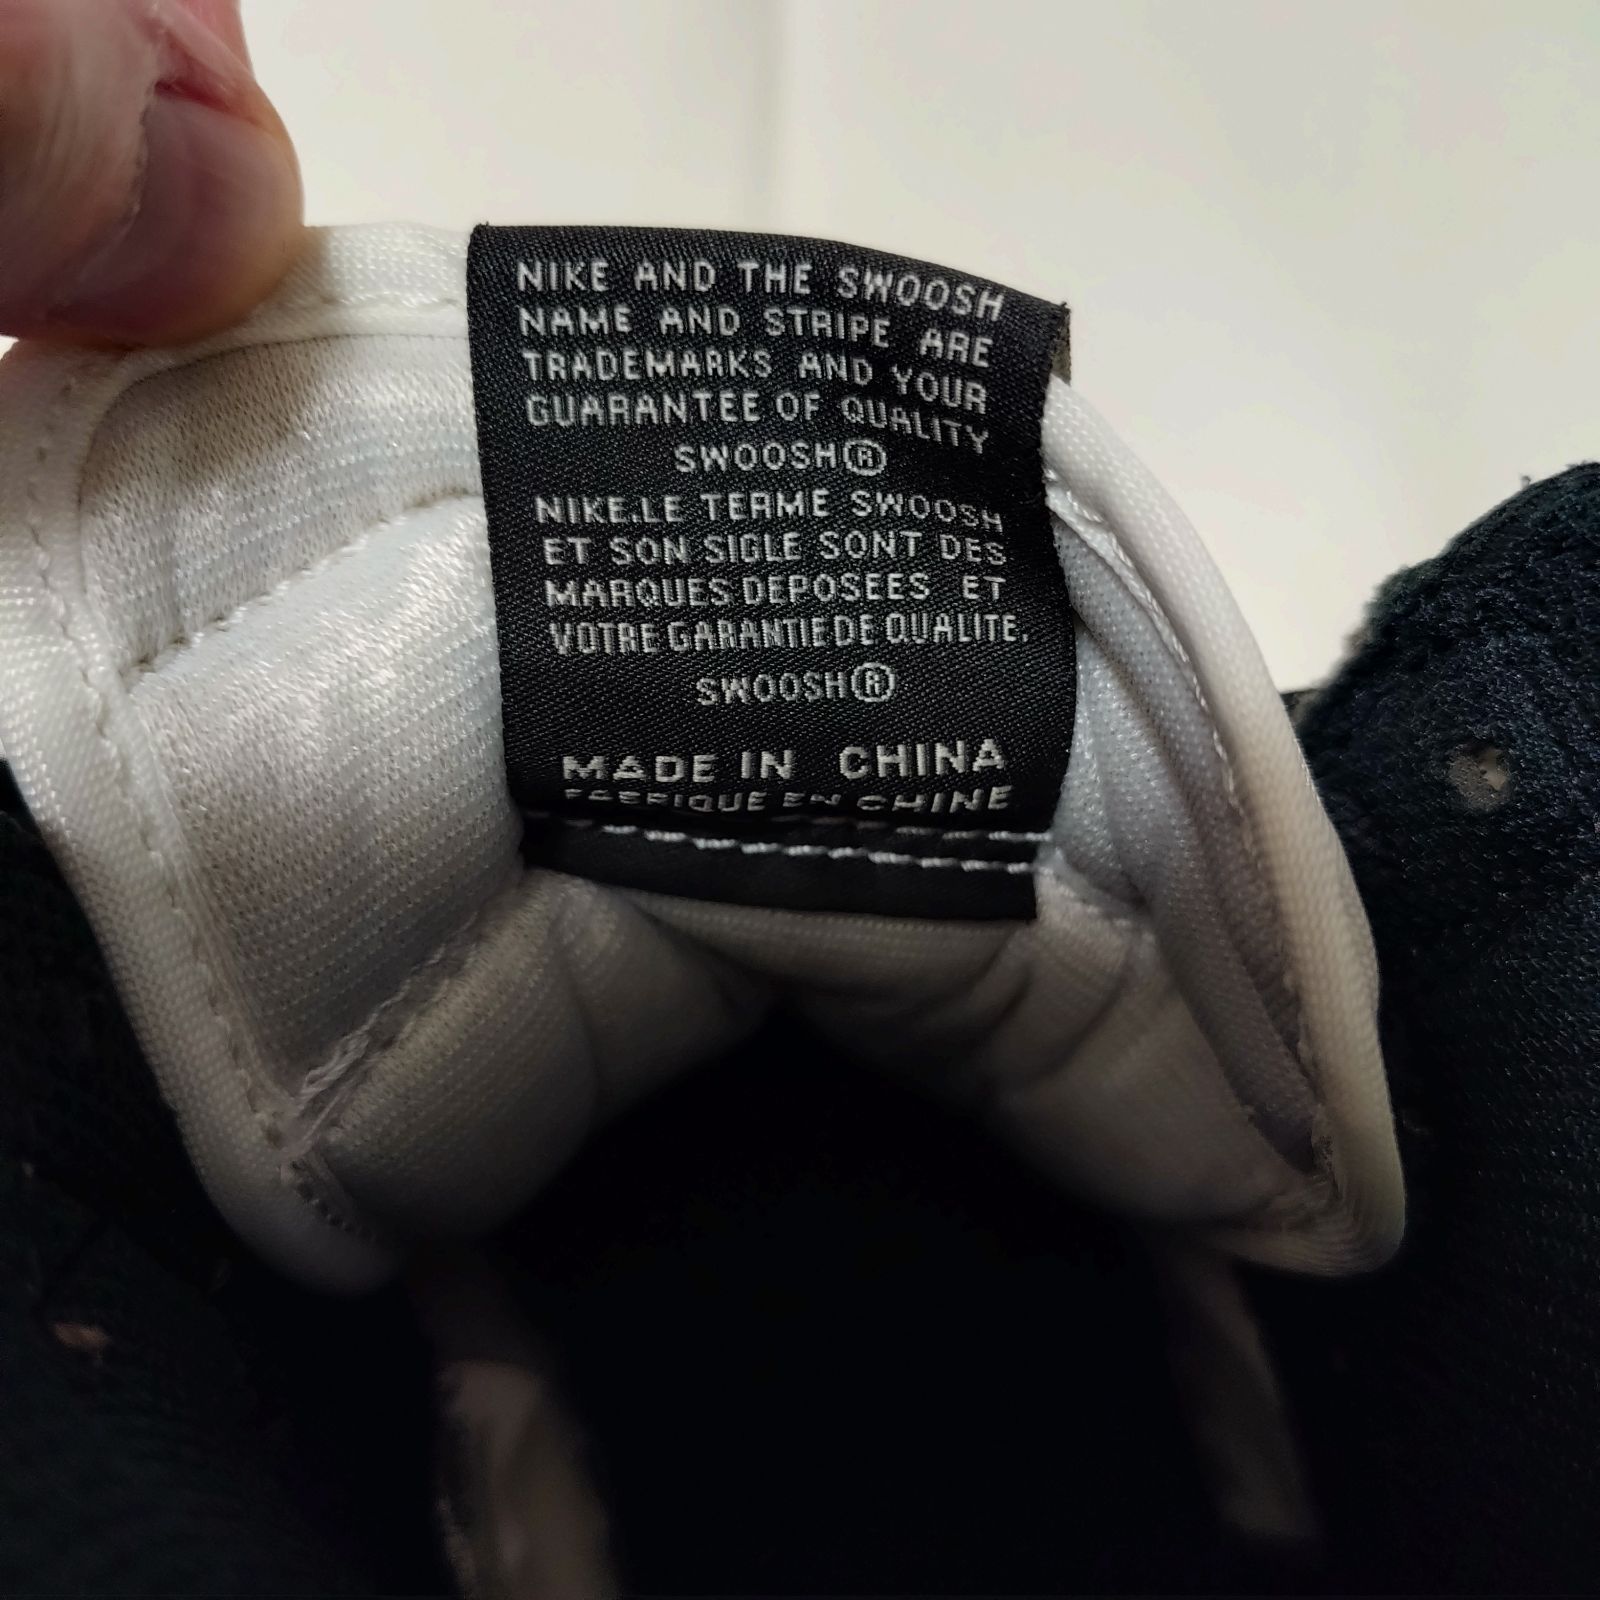 NIKE AND THE SWOOSH
NAME AND STRIPE ARE
TRADEMARKS AND YOUR
GUARANTEE OF QUALITY
SWOOSH®
NIKE.LE TERME SWOOSH
ET SON SIGLE SONT DES
MARQUES DEPOSEES ET
VOTRE GARANTIE DE QUALITE.
SWOOSH®
MADE IN CHINA
FABRIQUE EN CHINE